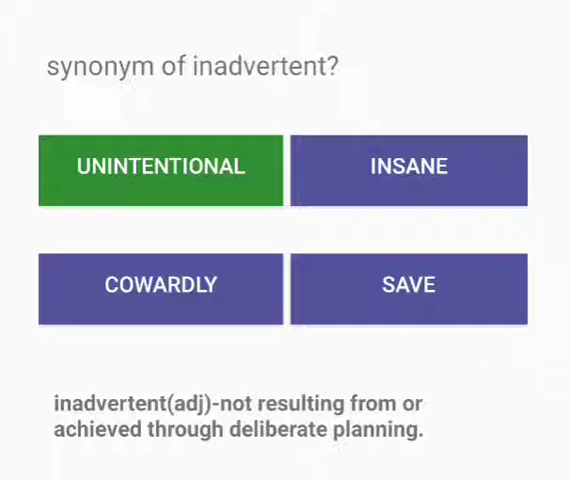 synonym of inadvertent?
UNINTENTIONAL
INSANE
COWARDLY
SAVE
inadvertent(adj)-not resulting from or
achieved through deliberate planning.